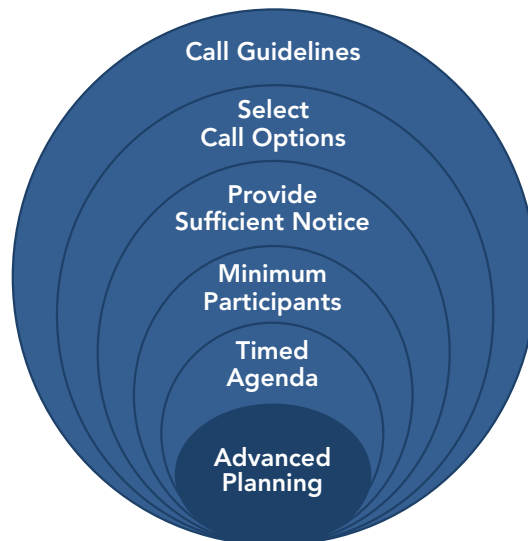 Call Guidelines
Select
Call Options
Provide
Sufficient Notice
Minimum
Participants
Timed
Agenda
Advanced
Planning